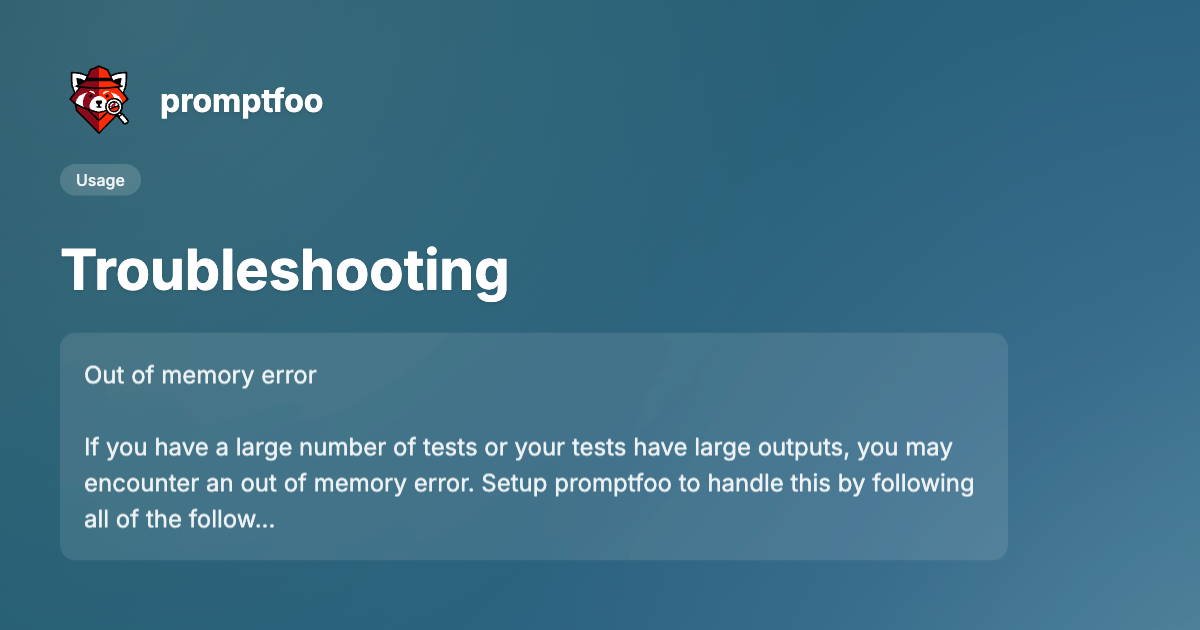 promptfoo
Usage
Troubleshooting
Out of memory error
If you have a large number of tests or your tests have large outputs, you may
encounter an out of memory error. Setup promptfoo to handle this by following
all of the follow...